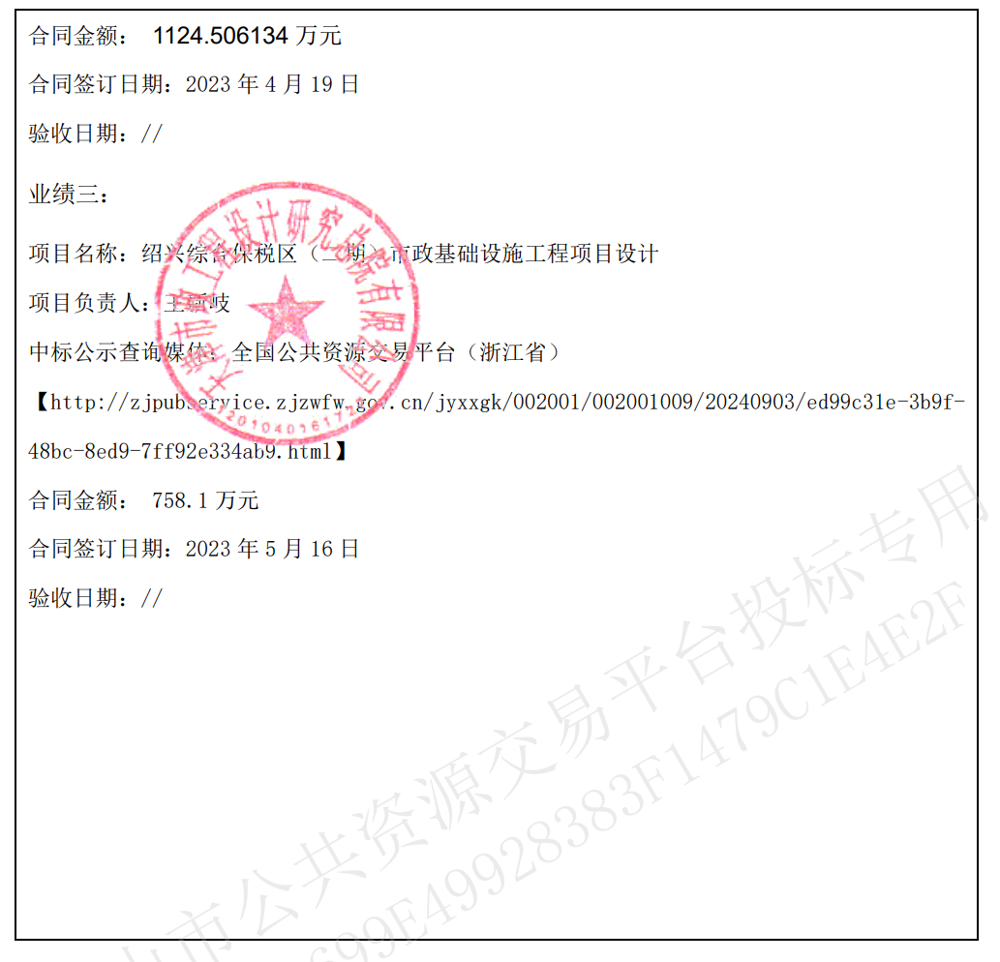 合同金额： 1124.506134 万元
合同签订日期：2023 年 4 月 19 日
验收日期：//
业绩三：
项目名称：绍兴综合保税区（二期）市政基础设施工程项目设计
项目负责人：王新岐
中标公示查询媒体：全国公共资源交易平台（浙江省）
【http://zjpubservice.zjzwfw.gov.cn/jyxxgk/002001/002001009/20240903/ed99c31e-3b9f-
48bc-8ed9-7ff92e334ab9.html】
合同金额： 758.1 万元
合同签订日期：2023 年 5 月 16 日
验收日期：//
天津市政工程设计研究总院有限公司
市公共资源交易平台投标专用
699E49928383F1479C1E4E2F